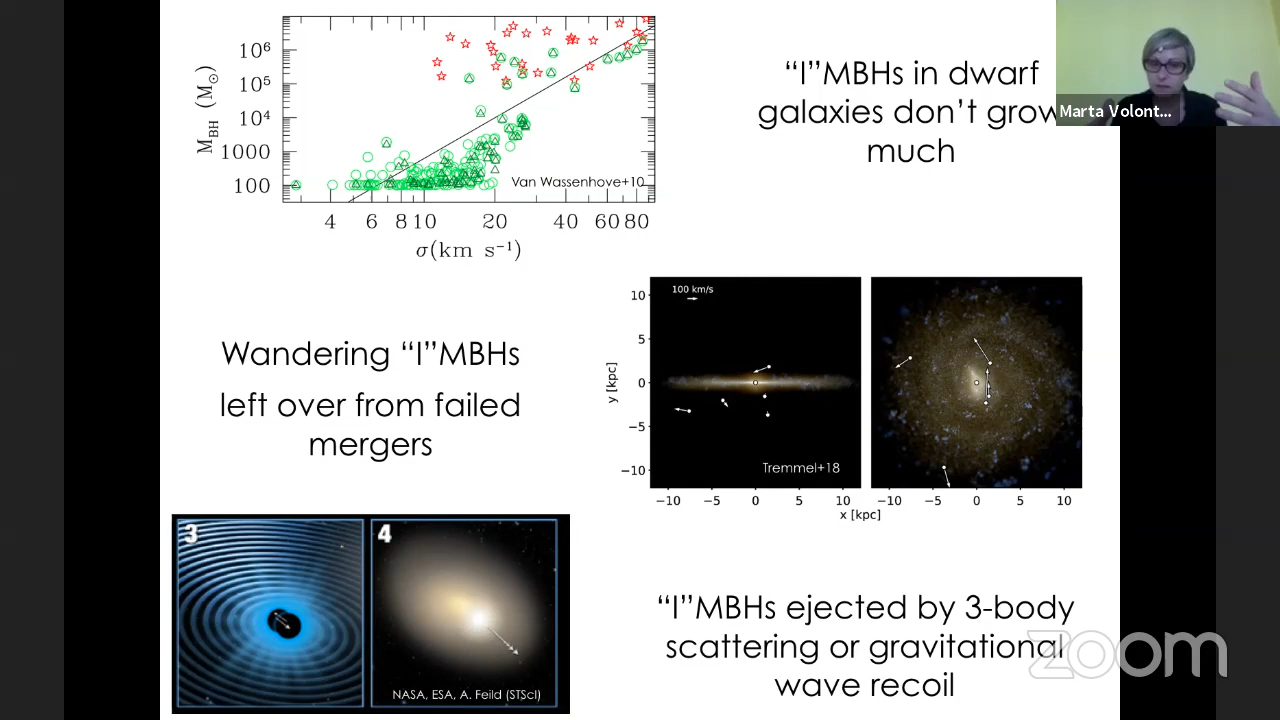 10⁶
10⁵
10⁴
1000
100
M_BH (M_⊙)
4 6 8 10 20 40 60 80
σ(km s⁻¹)
Van Wassenhove+10
“I”MBHs in dwarf
galaxies don’t grow
much
Marta Volont...
Wandering “I”MBHs
left over from failed
mergers
100 km/s
10
5
0
−5
−10
y [kpc]
−10 −5 0 5 10
−10 −5 0 5 10
x [kpc]
Tremmel+18
3
4
NASA, ESA, A. Feild (STScI)
“I”MBHs ejected by 3-body
scattering or gravitational
wave recoil
zoom